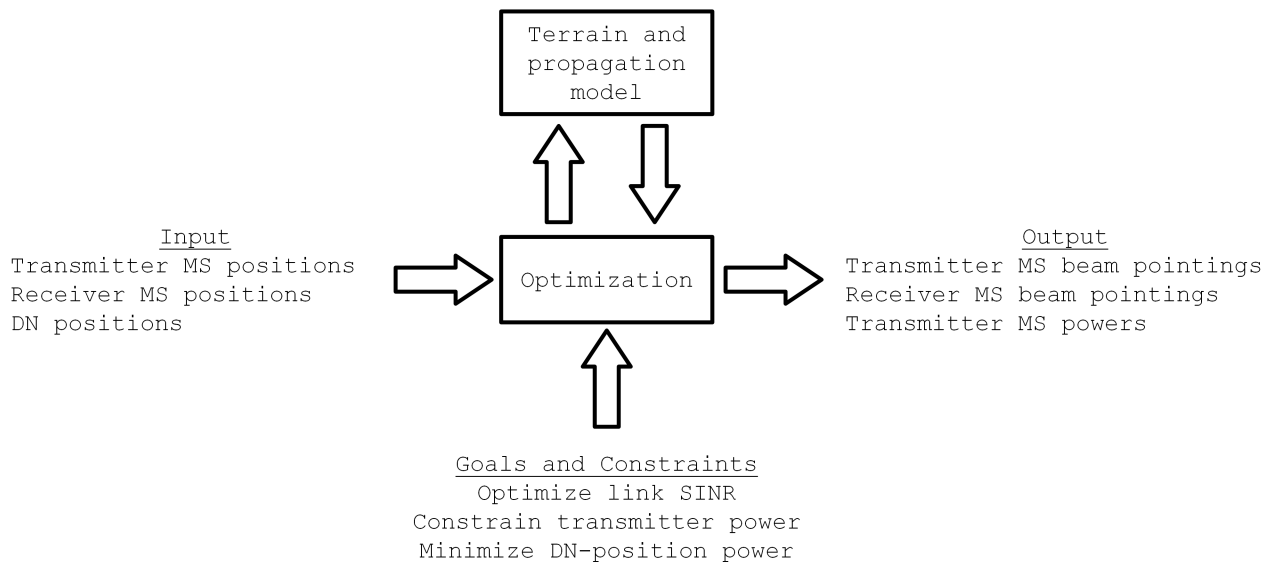 Terrain and
propagation
model
Input
Transmitter MS positions
Receiver MS positions
DN positions
Optimization
Output
Transmitter MS beam pointings
Receiver MS beam pointings
Transmitter MS powers
Goals and Constraints
Optimize link SINR
Constrain transmitter power
Minimize DN-position power